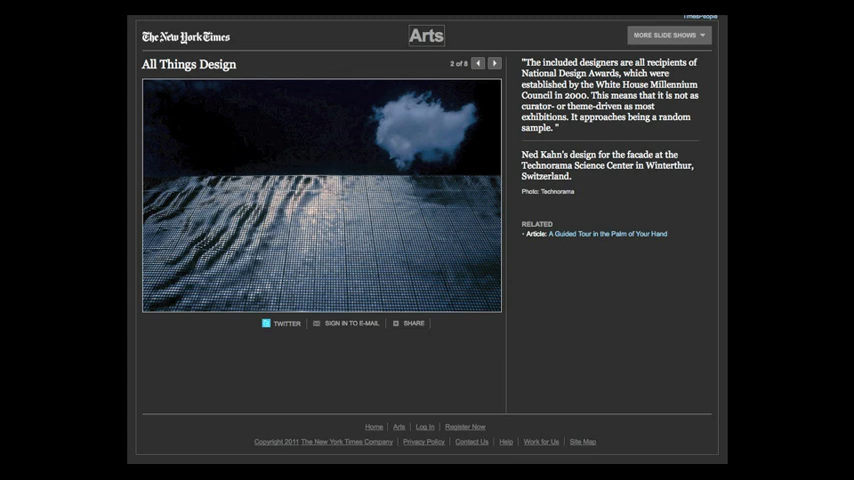 TimesPeople
The New York Times
Arts
MORE SLIDE SHOWS
All Things Design
2 of 8
"The included designers are all recipients of
National Design Awards, which were
established by the White House Millennium
Council in 2000. This means that it is not as
curator- or theme-driven as most
exhibitions. It approaches being a random
sample. "
Ned Kahn's design for the facade at the
Technorama Science Center in Winterthur,
Switzerland.
Photo: Technorama
RELATED
• Article: A Guided Tour in the Palm of Your Hand
TWITTER
SIGN IN TO E-MAIL
SHARE
Home Arts Log In Register Now
Copyright 2011 The New York Times Company Privacy Policy Contact Us Help Work for Us Site Map